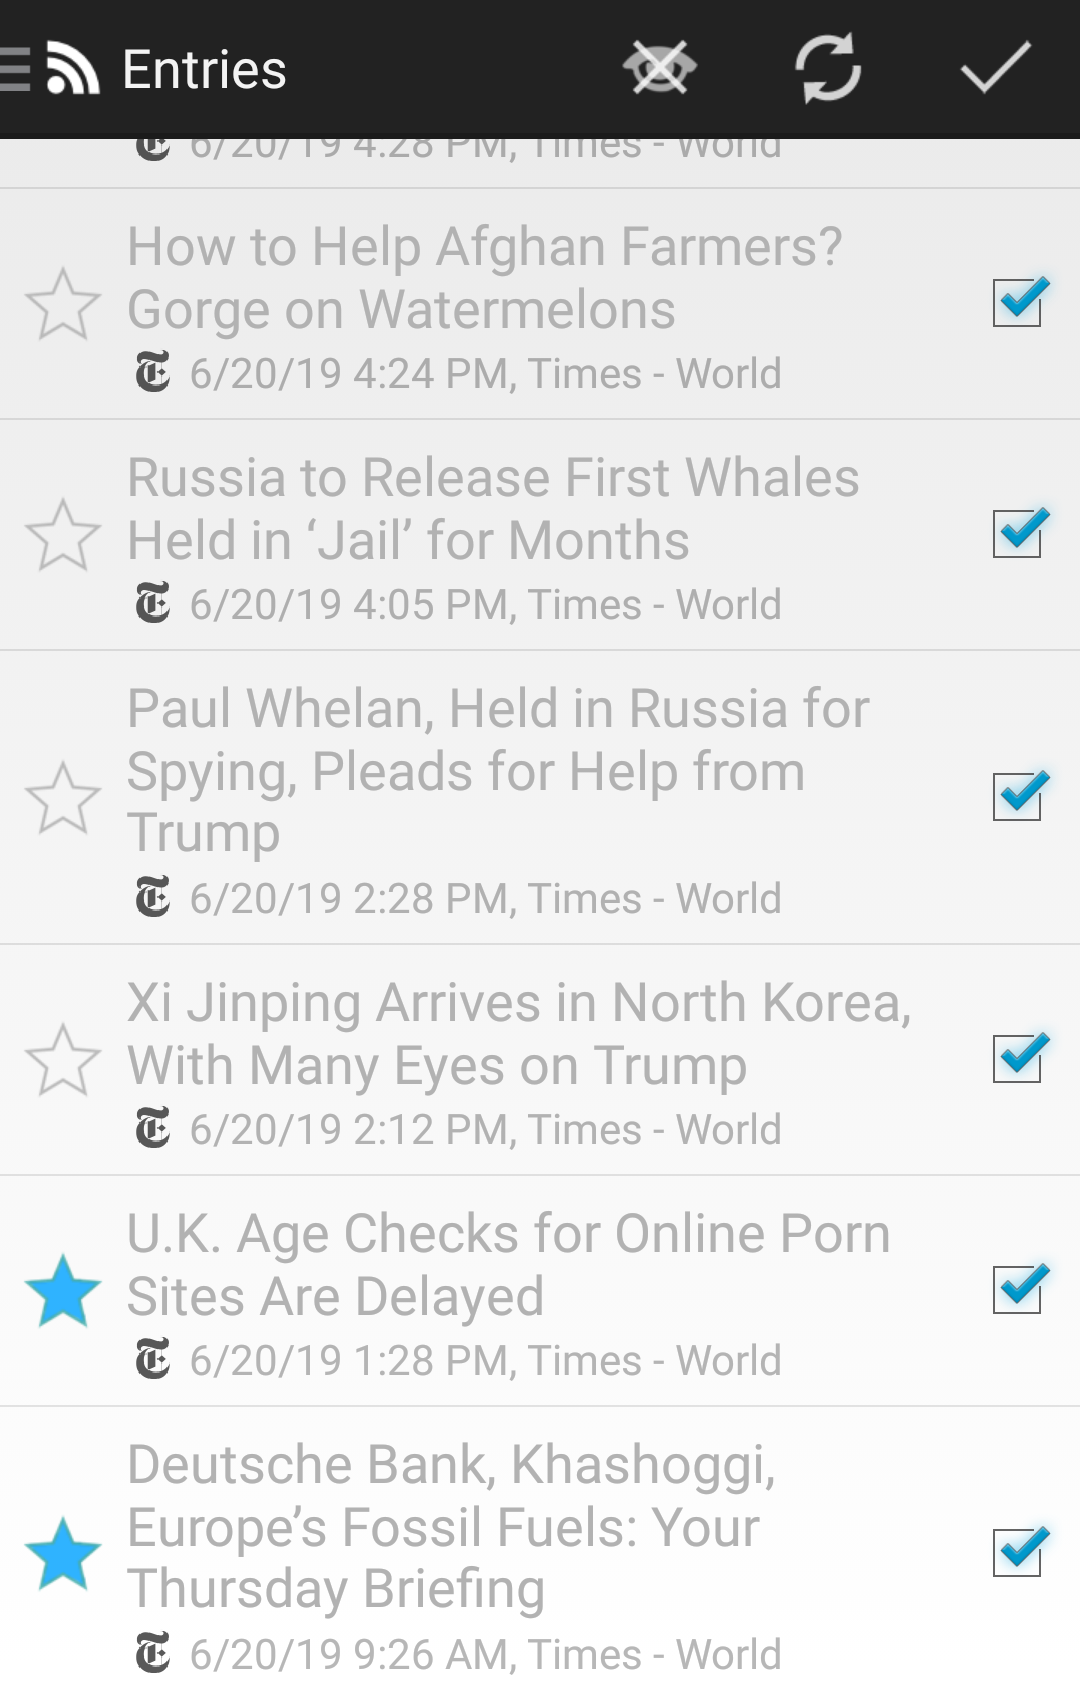 Entries
6/20/19 4:28 PM, Times - World
How to Help Afghan Farmers?
Gorge on Watermelons
6/20/19 4:24 PM, Times - World
Russia to Release First Whales
Held in ‘Jail’ for Months
6/20/19 4:05 PM, Times - World
Paul Whelan, Held in Russia for
Spying, Pleads for Help from
Trump
6/20/19 2:28 PM, Times - World
Xi Jinping Arrives in North Korea,
With Many Eyes on Trump
6/20/19 2:12 PM, Times - World
U.K. Age Checks for Online Porn
Sites Are Delayed
6/20/19 1:28 PM, Times - World
Deutsche Bank, Khashoggi,
Europe’s Fossil Fuels: Your
Thursday Briefing
6/20/19 9:26 AM, Times - World